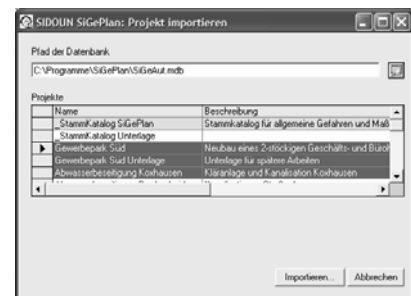 SIDOUN SiGePlan: Projekt importieren
Pfad der Datenbank
C:\Programme\SiGePlan\SiGeAut.mdb
Projekte
Name Beschreibung
_StammKatalog SiGePlan Stammkatalog für allgemeine Gefahren und Maß
_StammKatalog Unterlage
Gewerbepark Süd Neubau eines 2-stöckigen Geschäfts- und Büroh
Gewerbepark Süd Unterlage Unterlage für spätere Arbeiten
Abwasserbeseitigung Koxhausen Kläranlage und Kanalisation Koxhausen
Importieren... Abbrechen